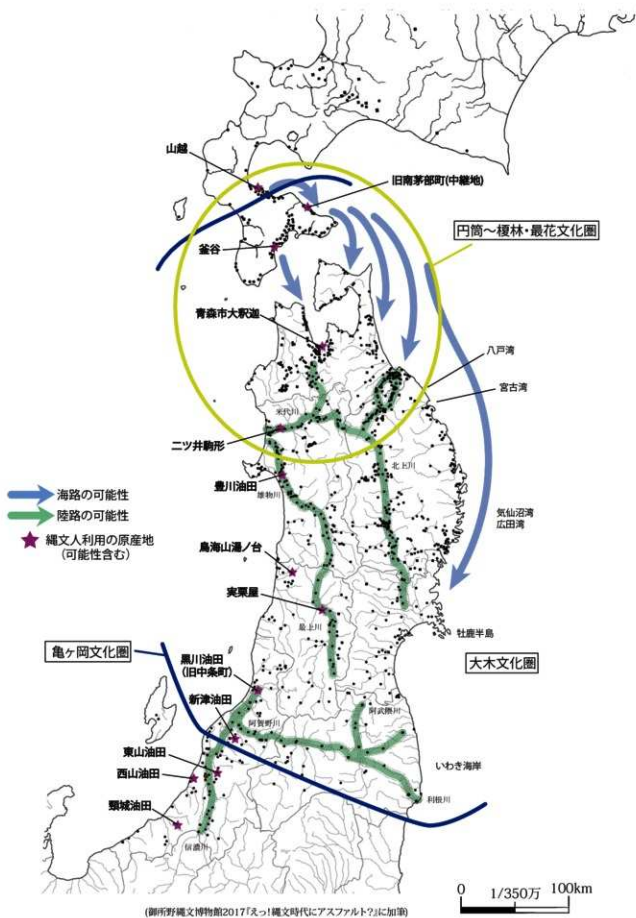 山越
旧南茅部町(中継地)
釜谷
円筒〜榎林・最花文化圏
青森市大釈迦
八戸湾
宮古湾
米代川
二ツ井駒形
北上川
豊川油田
雄物川
海路の可能性
陸路の可能性
縄文人利用の原産地
(可能性含む)
気仙沼湾
広田湾
鳥海山湯ノ台
実栗屋
最上川
牡鹿半島
亀ヶ岡文化圏
大木文化圏
黒川油田
(旧中条町)
新津油田
阿賀野川
阿武隈川
東山油田
西山油田
いわき海岸
頸城油田
利根川
信濃川
0 1/350万 100km
(御所野縄文博物館2017『えっ!縄文時代にアスファルト?』に加筆)